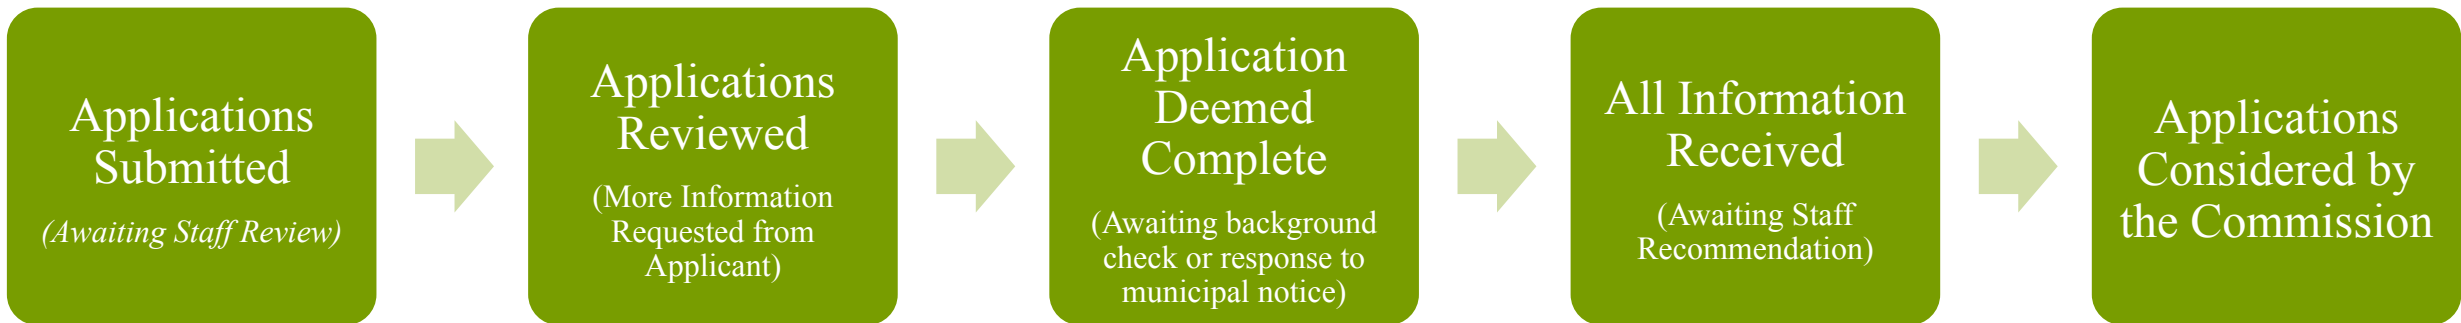 Applications
Submitted
(Awaiting Staff Review)
Applications
Reviewed
(More Information
Requested from
Applicant)
Application
Deemed
Complete
(Awaiting background
check or response to
municipal notice)
All Information
Received
(Awaiting Staff
Recommendation)
Applications
Considered by
the Commission